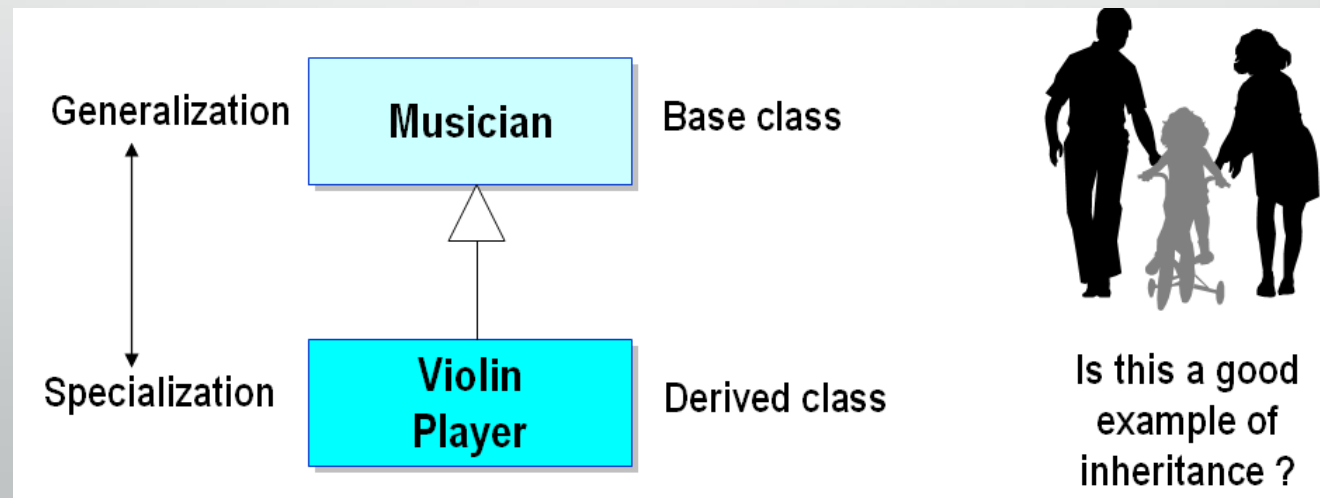 Generalization
Musician
Base class
Specialization
Violin
Player
Derived class
Is this a good
example of
inheritance ?